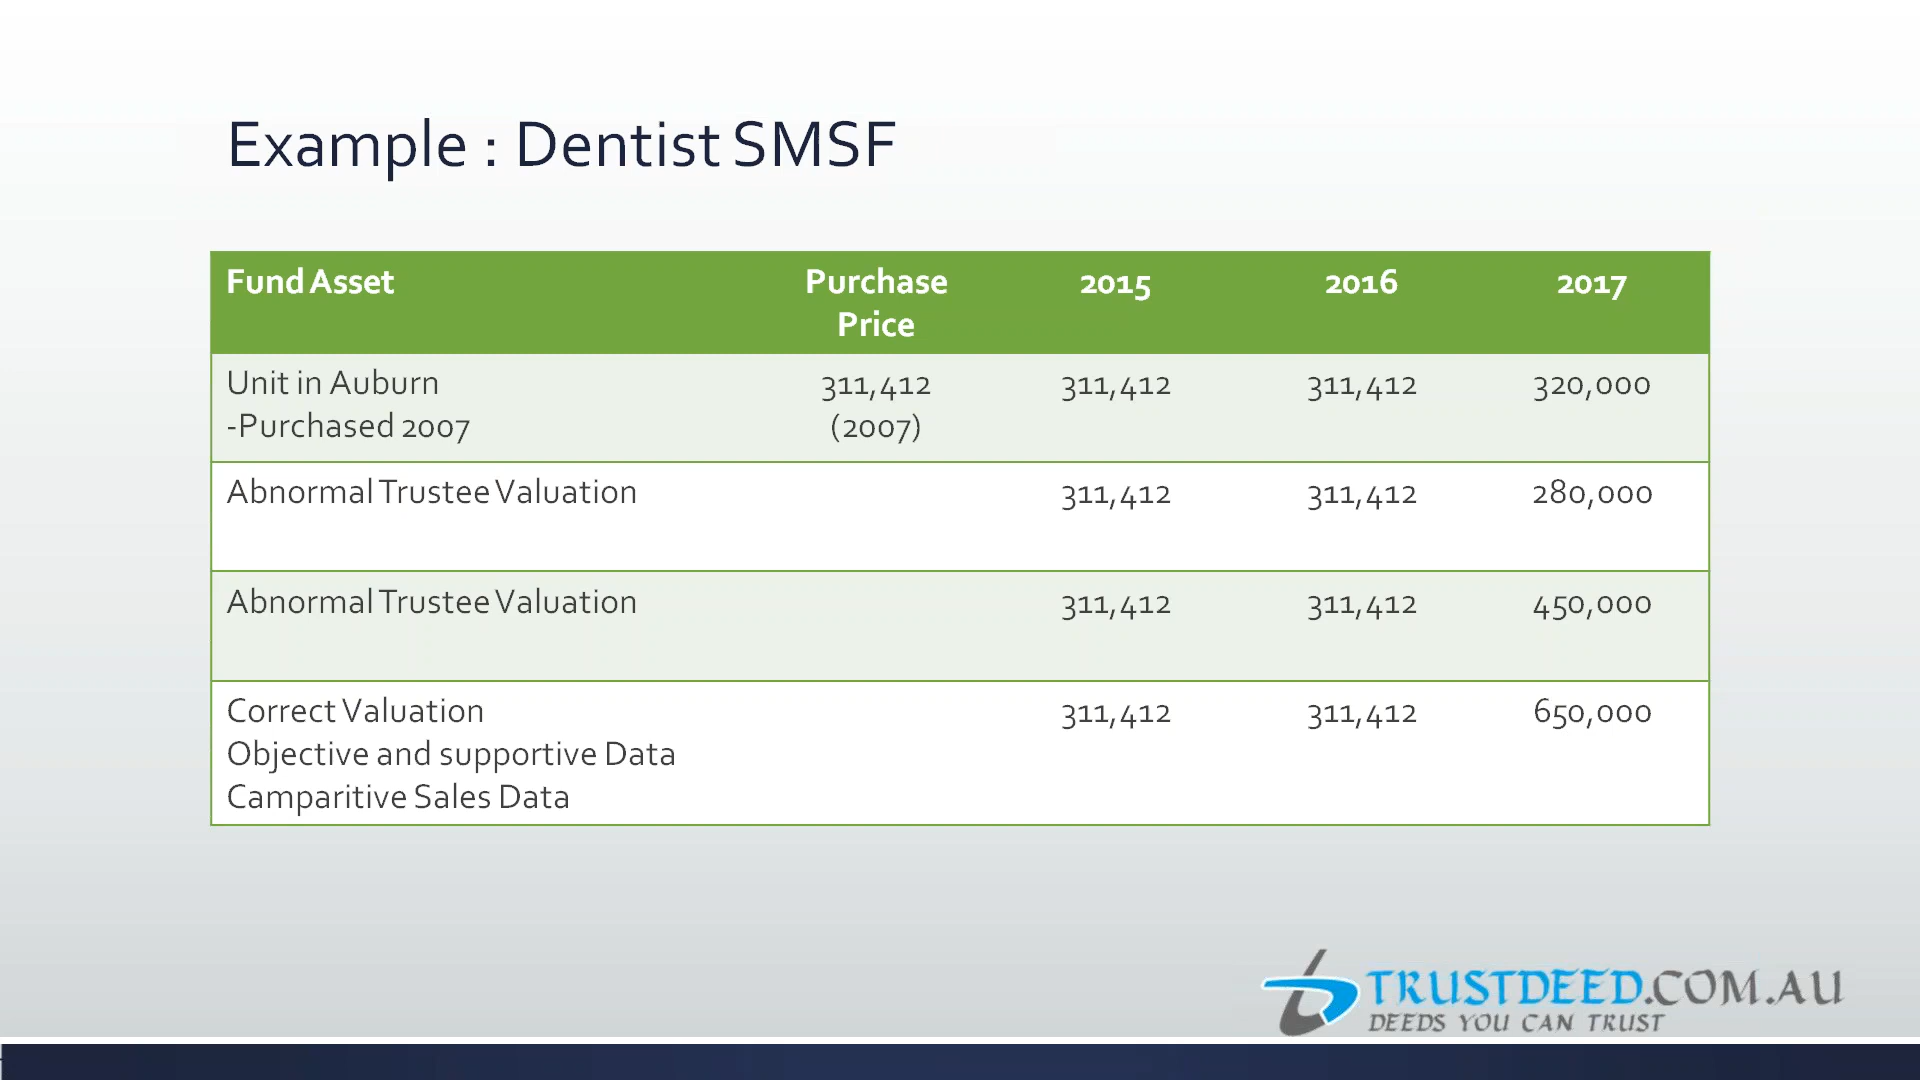 Example : Dentist SMSF
Fund Asset Purchase Price 2015 2016 2017
Unit in Auburn 311,412 311,412 311,412 320,000
-Purchased 2007 (2007)
Abnormal Trustee Valuation 311,412 311,412 280,000
Abnormal Trustee Valuation 311,412 311,412 450,000
Correct Valuation 311,412 311,412 650,000
Objective and supportive Data
Camparitive Sales Data
TRUSTDEED.COM.AU
DEEDS YOU CAN TRUST